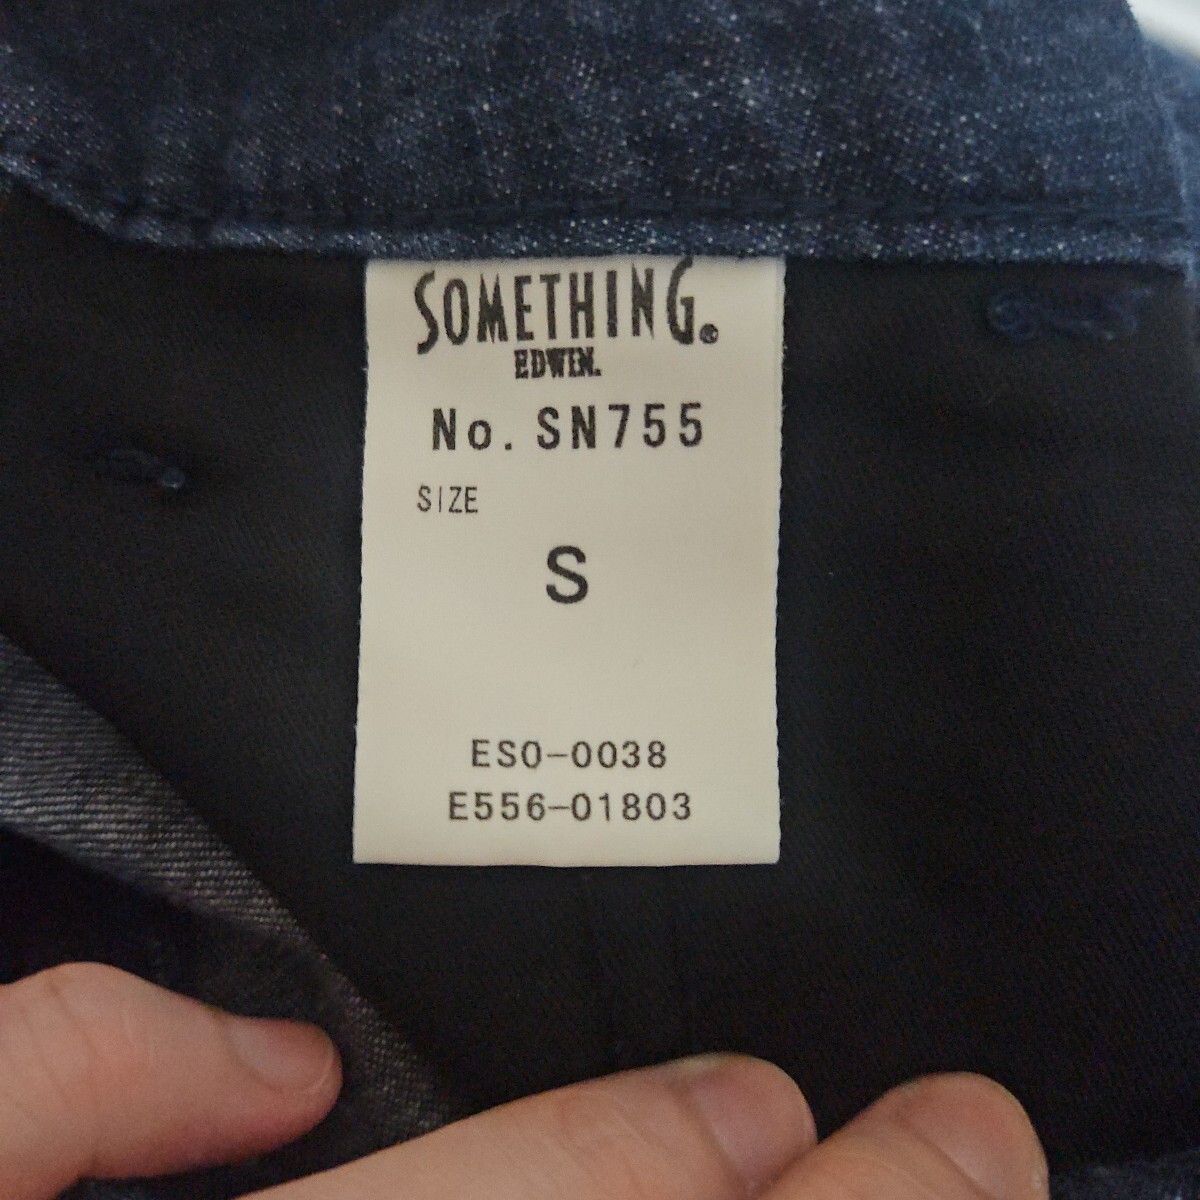 SOMETHING®
EDWIN.
No. SN755
SIZE
S
ES0-0038
E556-01803